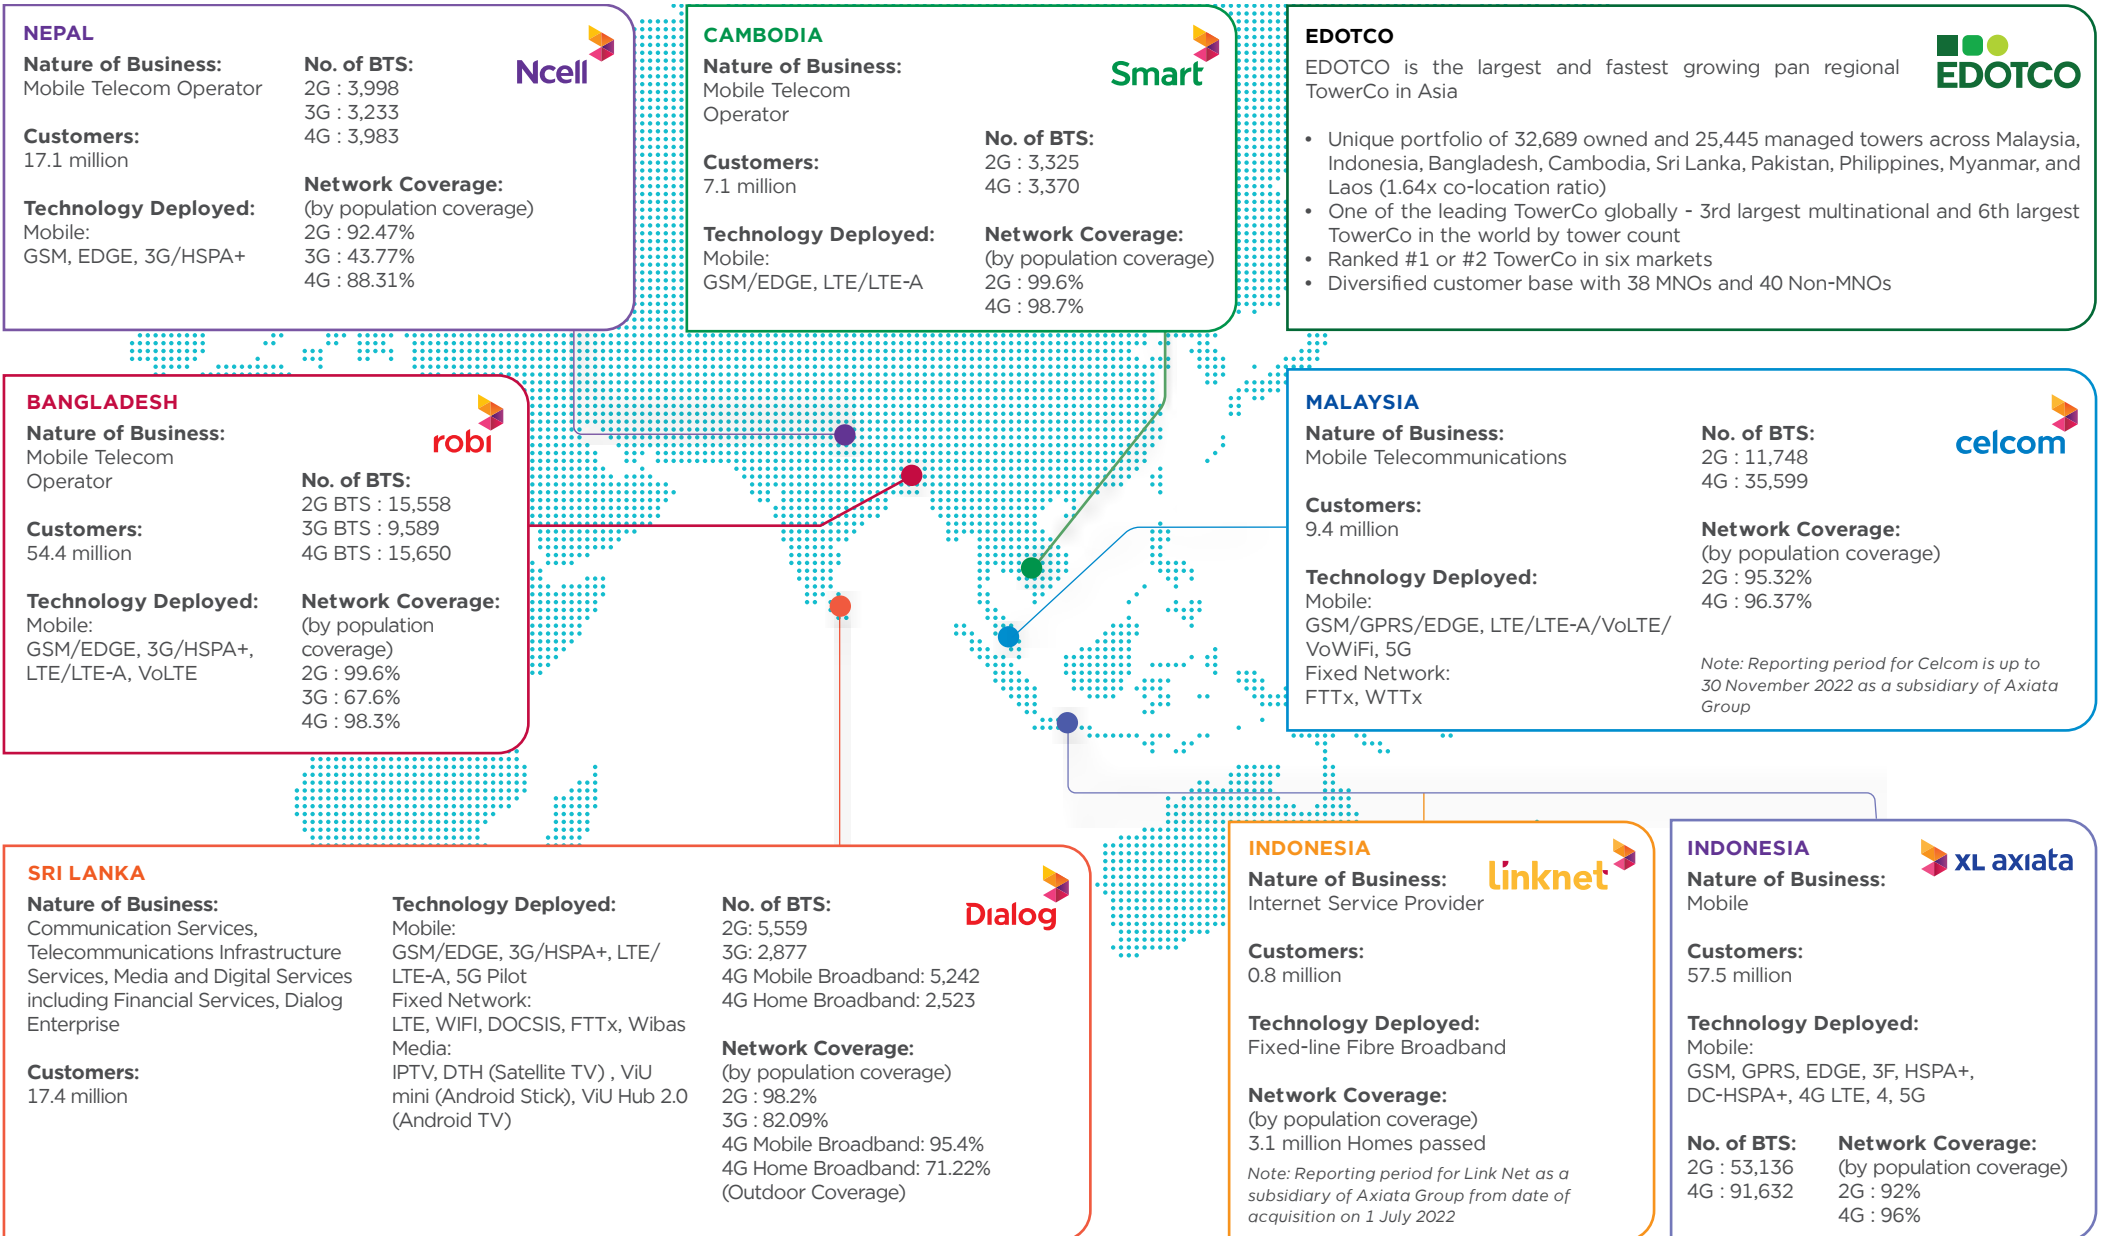 NEPAL
Nature of Business:
Mobile Telecom Operator
Customers:
17.1 million
Technology Deployed:
Mobile:
GSM, EDGE, 3G/HSPA+
No. of BTS:
2G : 3,998
3G : 3,233
4G : 3,983
Network Coverage:
(by population coverage)
2G : 92.47%
3G : 43.77%
4G : 88.31%
Ncell
CAMBODIA
Nature of Business:
Mobile Telecom
Operator
Customers:
7.1 million
Technology Deployed:
Mobile:
GSM/EDGE, LTE/LTE-A
No. of BTS:
2G : 3,325
4G : 3,370
Network Coverage:
(by population coverage)
2G : 99.6%
4G : 98.7%
Smart
EDOTCO
EDOTCO is the largest and fastest growing pan regional
TowerCo in Asia
• Unique portfolio of 32,689 owned and 25,445 managed towers across Malaysia,
Indonesia, Bangladesh, Cambodia, Sri Lanka, Pakistan, Philippines, Myanmar, and
Laos (1.64x co-location ratio)
• One of the leading TowerCo globally - 3rd largest multinational and 6th largest
TowerCo in the world by tower count
• Ranked #1 or #2 TowerCo in six markets
• Diversified customer base with 38 MNOs and 40 Non-MNOs
EDOTCO
BANGLADESH
Nature of Business:
Mobile Telecom
Operator
Customers:
54.4 million
Technology Deployed:
Mobile:
GSM/EDGE, 3G/HSPA+,
LTE/LTE-A, VoLTE
No. of BTS:
2G BTS : 15,558
3G BTS : 9,589
4G BTS : 15,650
Network Coverage:
(by population
coverage)
2G : 99.6%
3G : 67.6%
4G : 98.3%
robi
MALAYSIA
Nature of Business:
Mobile Telecommunications
Customers:
9.4 million
Technology Deployed:
Mobile:
GSM/GPRS/EDGE, LTE/LTE-A/VoLTE/
VoWiFi, 5G
Fixed Network:
FTTx, WTTx
No. of BTS:
2G : 11,748
4G : 35,599
Network Coverage:
(by population coverage)
2G : 95.32%
4G : 96.37%
Note: Reporting period for Celcom is up to
30 November 2022 as a subsidiary of Axiata
Group
celcom
SRI LANKA
Nature of Business:
Communication Services,
Telecommunications Infrastructure
Services, Media and Digital Services
including Financial Services, Dialog
Enterprise
Customers:
17.4 million
Technology Deployed:
Mobile:
GSM/EDGE, 3G/HSPA+, LTE/
LTE-A, 5G Pilot
Fixed Network:
LTE, WIFI, DOCSIS, FTTx, Wibas
Media:
IPTV, DTH (Satellite TV) , ViU
mini (Android Stick), ViU Hub 2.0
(Android TV)
No. of BTS:
2G: 5,559
3G: 2,877
4G Mobile Broadband: 5,242
4G Home Broadband: 2,523
Network Coverage:
(by population coverage)
2G : 98.2%
3G : 82.09%
4G Mobile Broadband: 95.4%
4G Home Broadband: 71.22%
(Outdoor Coverage)
Dialog
INDONESIA
Nature of Business:
Internet Service Provider
Customers:
0.8 million
Technology Deployed:
Fixed-line Fibre Broadband
Network Coverage:
(by population coverage)
3.1 million Homes passed
Note: Reporting period for Link Net as a
subsidiary of Axiata Group from date of
acquisition on 1 July 2022
linknet
INDONESIA
Nature of Business:
Mobile
Customers:
57.5 million
Technology Deployed:
Mobile:
GSM, GPRS, EDGE, 3F, HSPA+,
DC-HSPA+, 4G LTE, 4, 5G
No. of BTS:
2G : 53,136
4G : 91,632
Network Coverage:
(by population coverage)
2G : 92%
4G : 96%
XL axiata